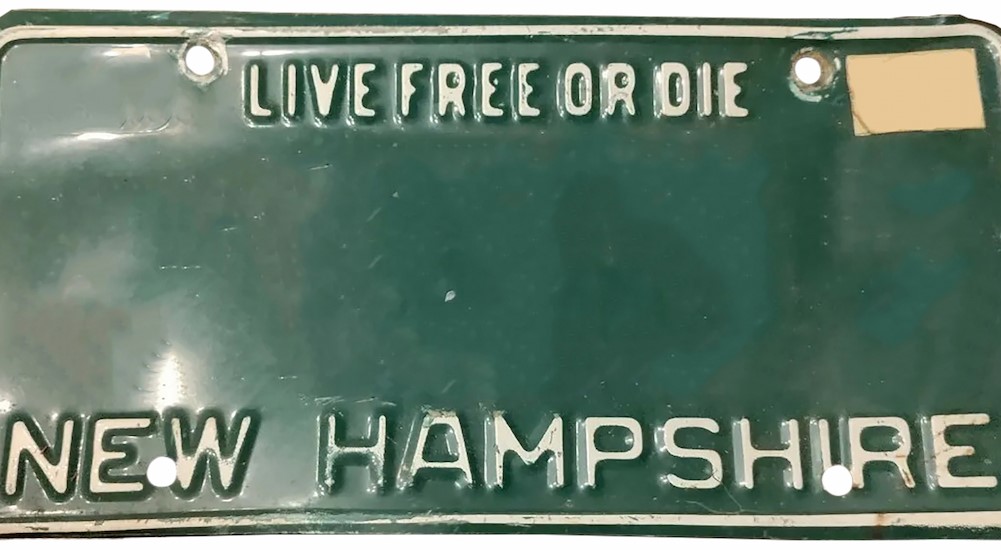 LIVE FREE OR DIE
NEW HAMPSHIRE